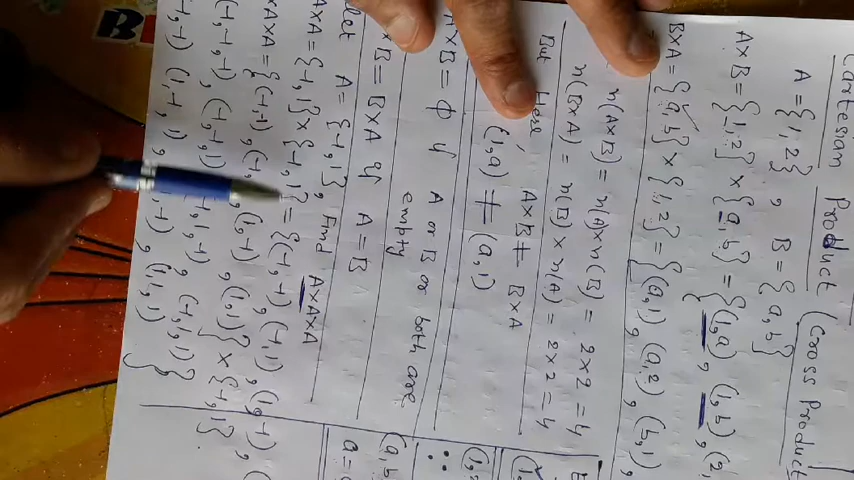 Cartesian Product (Cross Product
A = {1,2} , B = {a,b}
A×B = {1,2} × {a,b} = {(1,a), (1,b), (2,
B×A = {a,b} × {1,2} = {(a,1), (a,2), (b,1),
n(A×B) = n(A)×n(B) = 2×2 = 4
n(B×A) = n(B) × n(A) = 2×2 = 4
But Here, A×B ≠ B×A
(1,a) ≠ (a,1)
×B = φ if A or B or both are
empty
×B = B×A if A = B
Let A = {-1,1}, Find A×A×A
A×A = {-1,1}×{-1,1} = {(-1,-1), (-1,1), (1,-1), (
×A×A = {(-1,-1), (-1, (1,-1), (1,1)} × {-1,1}.
(-1,-1,-1), (-1,-1,1) -1,-1), (-1,1,1)
-1) (1,-1,1), ,-1), (1,1,1) }
(a,b
a=
(1,
∴